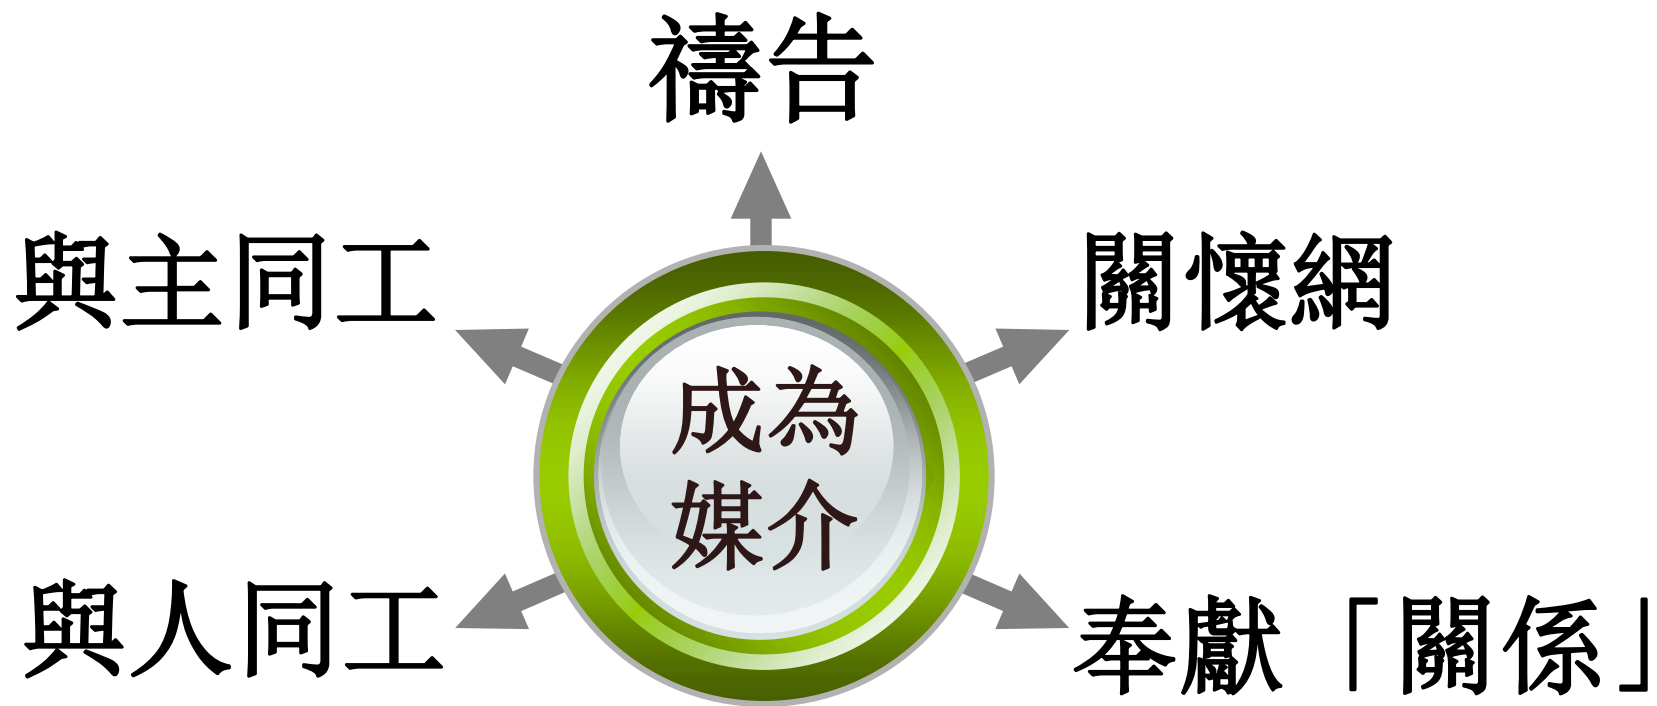 禱告
與主同工
關懷網
成為
媒介
與人同工
奉獻「關係」